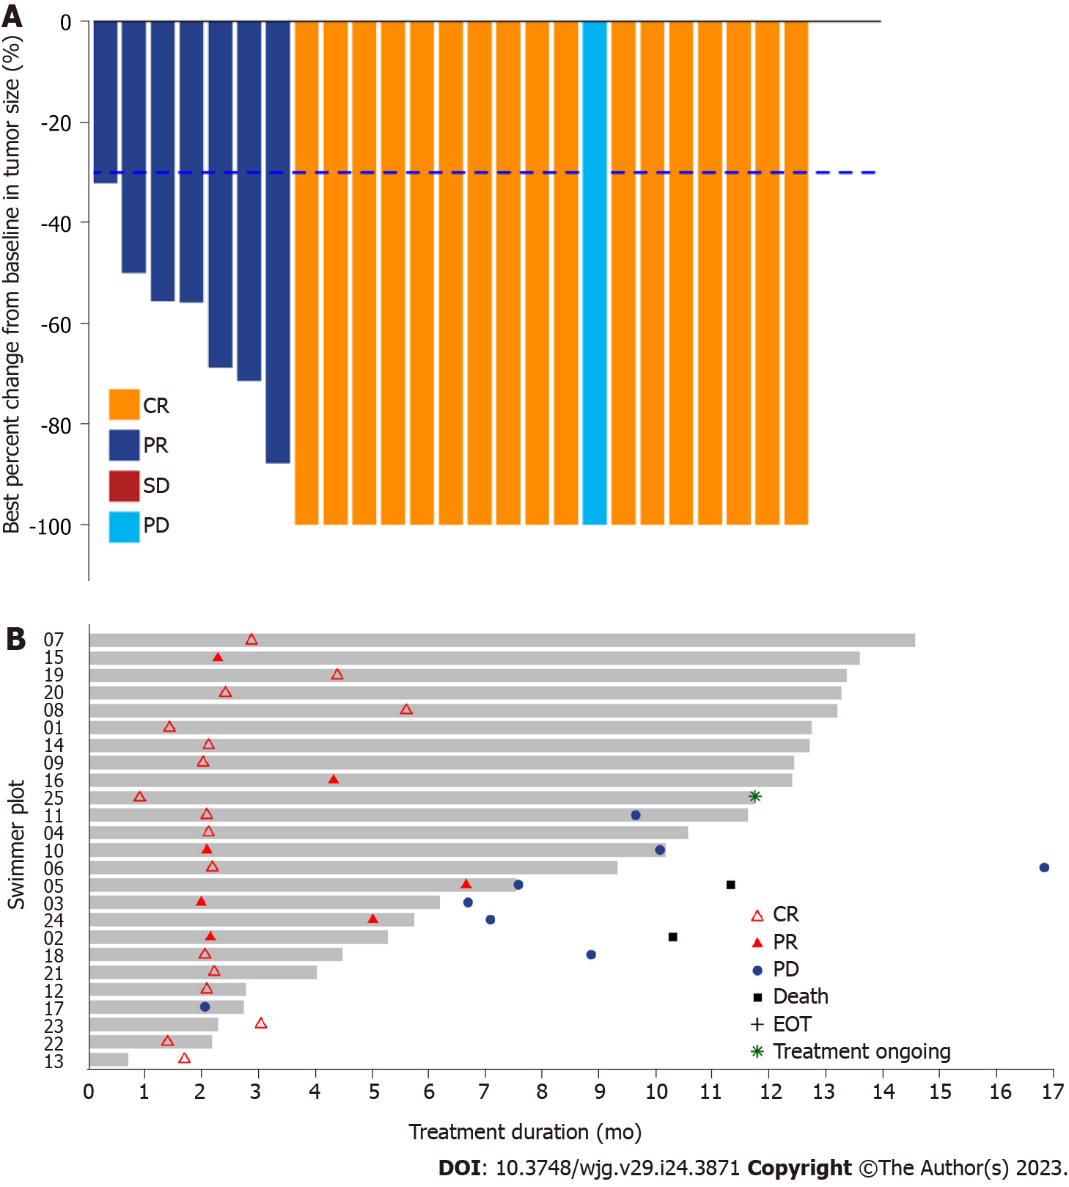 A
Best percent change from baseline in tumor size (%)
0
-20
-40
-60
-80
-100
CR
PR
SD
PD
B
Swimmer plot
07
15
19
20
08
01
14
09
16
25
11
04
10
06
05
03
24
02
18
21
12
17
23
22
13
CR
PR
PD
Death
EOT
Treatment ongoing
0 1 2 3 4 5 6 7 8 9 10 11 12 13 14 15 16 17
Treatment duration (mo)
DOI: 10.3748/wjg.v29.i24.3871 Copyright ©The Author(s) 2023.